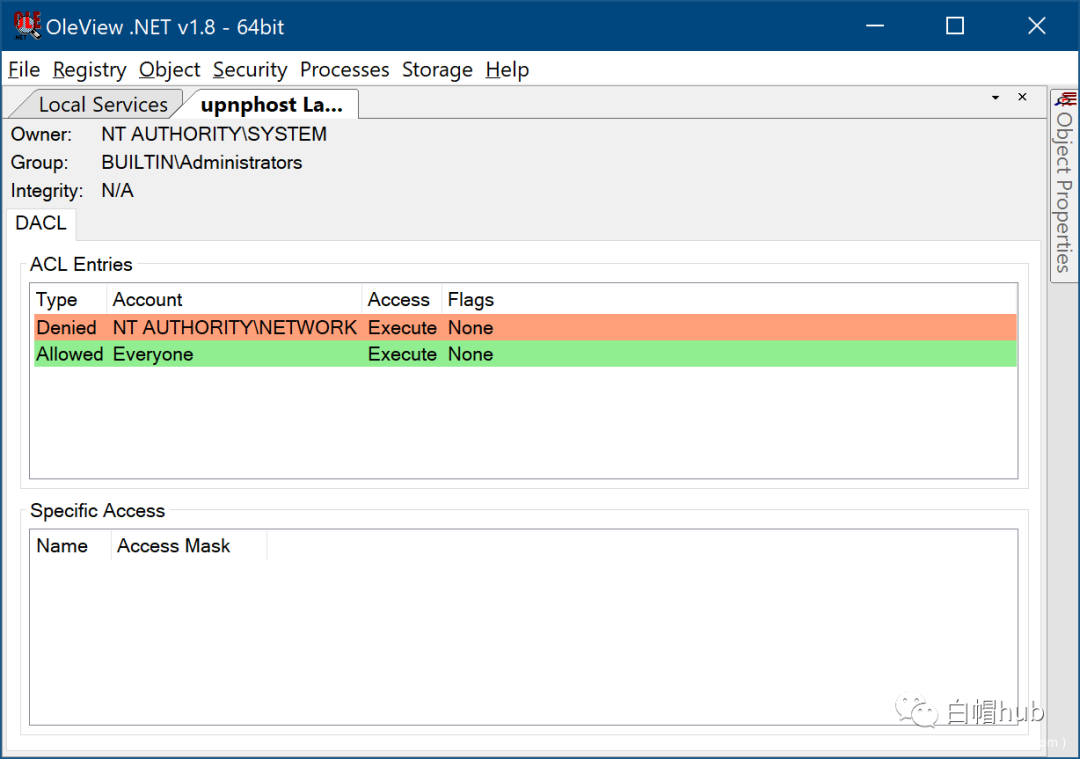 OleView .NET v1.8 - 64bit
File Registry Object Security Processes Storage Help
Local Services upnphost La...
Object Properties
Owner: NT AUTHORITY\SYSTEM
Group: BUILTIN\Administrators
Integrity: N/A
DACL
ACL Entries
Type Account Access Flags
Denied NT AUTHORITY\NETWORK Execute None
Allowed Everyone Execute None
Specific Access
Name Access Mask
白帽hub